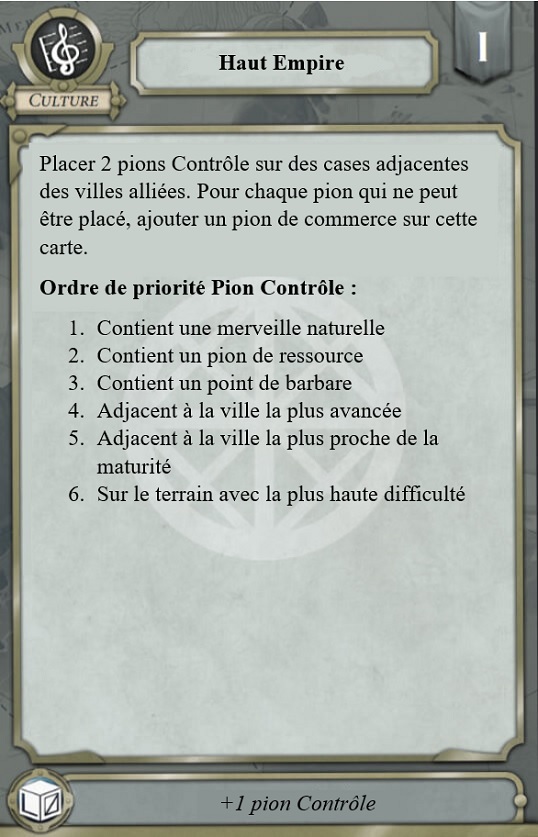 Haut Empire
I
CULTURE
Placer 2 pions Contrôle sur des cases adjacentes
des villes alliées. Pour chaque pion qui ne peut
être placé, ajouter un pion de commerce sur cette
carte.
Ordre de priorité Pion Contrôle :
1. Contient une merveille naturelle
2. Contient un pion de ressource
3. Contient un point de barbare
4. Adjacent à la ville la plus avancée
5. Adjacent à la ville la plus proche de la
maturité
6. Sur le terrain avec la plus haute difficulté
+1 pion Contrôle